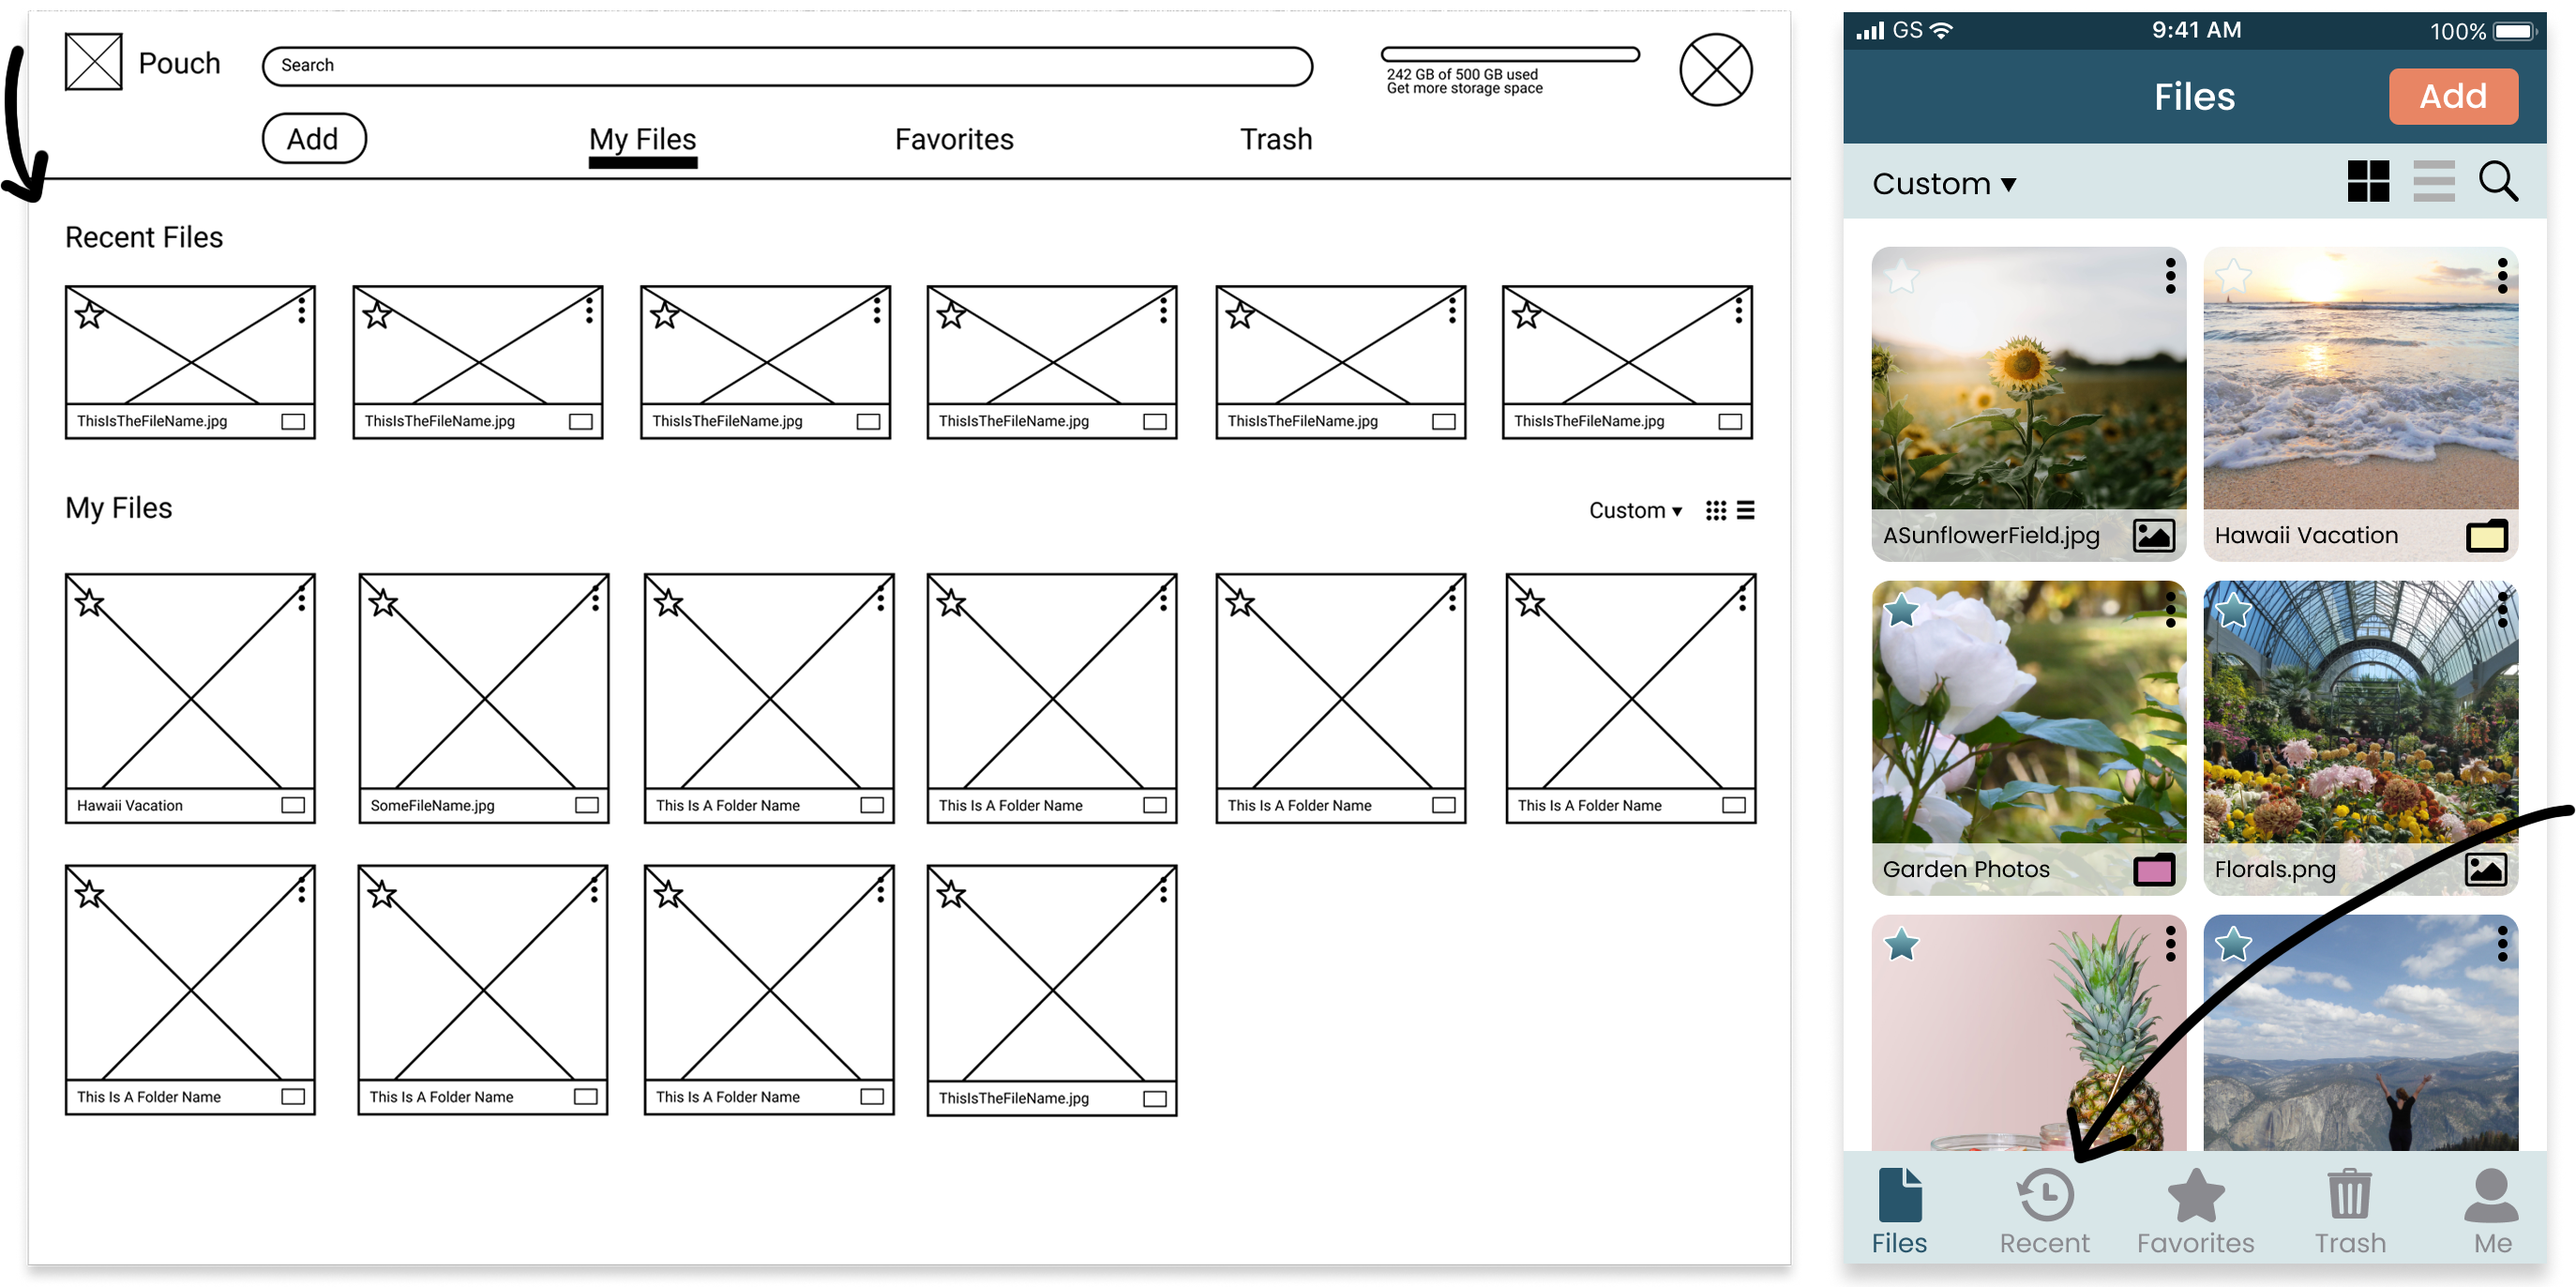 Pouch
Search
242 GB of 500 GB used
Get more storage space
Add
My Files
Favorites
Trash
Recent Files
ThisIsTheFileName.jpg
ThisIsTheFileName.jpg
ThisIsTheFileName.jpg
ThisIsTheFileName.jpg
ThisIsTheFileName.jpg
ThisIsTheFileName.jpg
My Files
Custom ▾
Hawaii Vacation
SomeFileName.jpg
This Is A Folder Name
This Is A Folder Name
This Is A Folder Name
This Is A Folder Name
This Is A Folder Name
This Is A Folder Name
This Is A Folder Name
ThisIsTheFileName.jpg
GS
9:41 AM
100%
Files
Add
Custom ▾
ASunflowerField.jpg
Hawaii Vacation
Garden Photos
Florals.png
Files
Recent
Favorites
Trash
Me